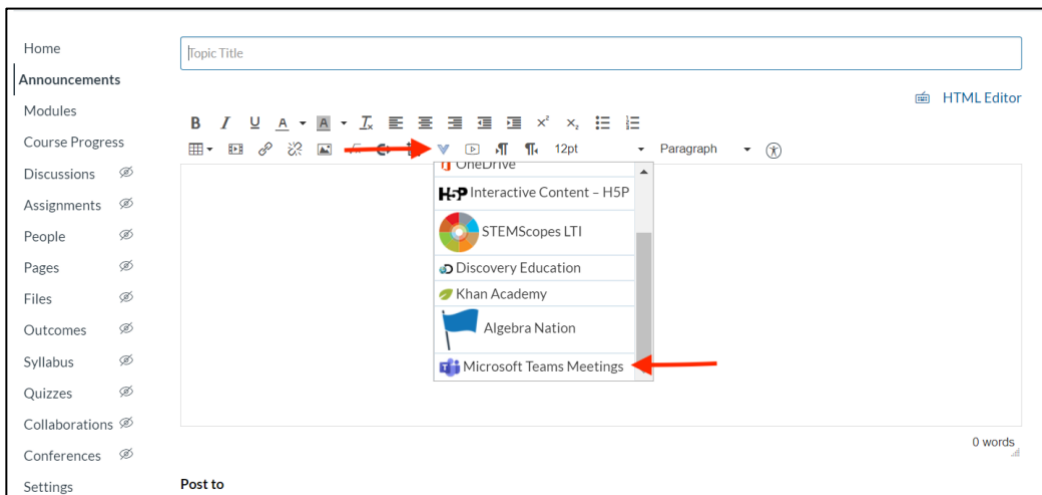 Home
Topic Title
Announcements
HTML Editor
Modules
Course Progress
12pt
Paragraph
Discussions
OneDrive
H5P Interactive Content – H5P
Assignments
STEMScopes LTI
People
Pages
Discovery Education
Files
Khan Academy
Outcomes
Algebra Nation
Syllabus
Microsoft Teams Meetings
Quizzes
Collaborations
0 words
Conferences
Settings
Post to